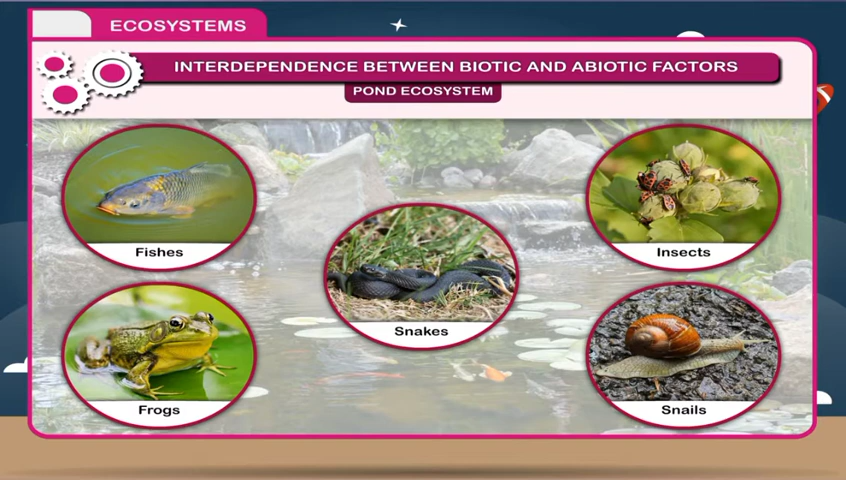 ECOSYSTEMS
INTERDEPENDENCE BETWEEN BIOTIC AND ABIOTIC FACTORS
POND ECOSYSTEM
Fishes
Insects
Snakes
Frogs
Snails